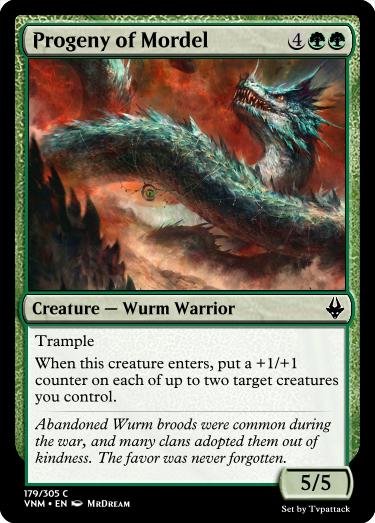 Progeny of Mordel 4
Creature — Wurm Warrior
Trample
When this creature enters, put a +1/+1
counter on each of up to two target creatures
you control.
Abandoned Wurm broods were common during
the war, and many clans adopted them out of
kindness. The favor was never forgotten.
5/5
179/305 C
VNM • EN MrDream
Set by Tvpattack